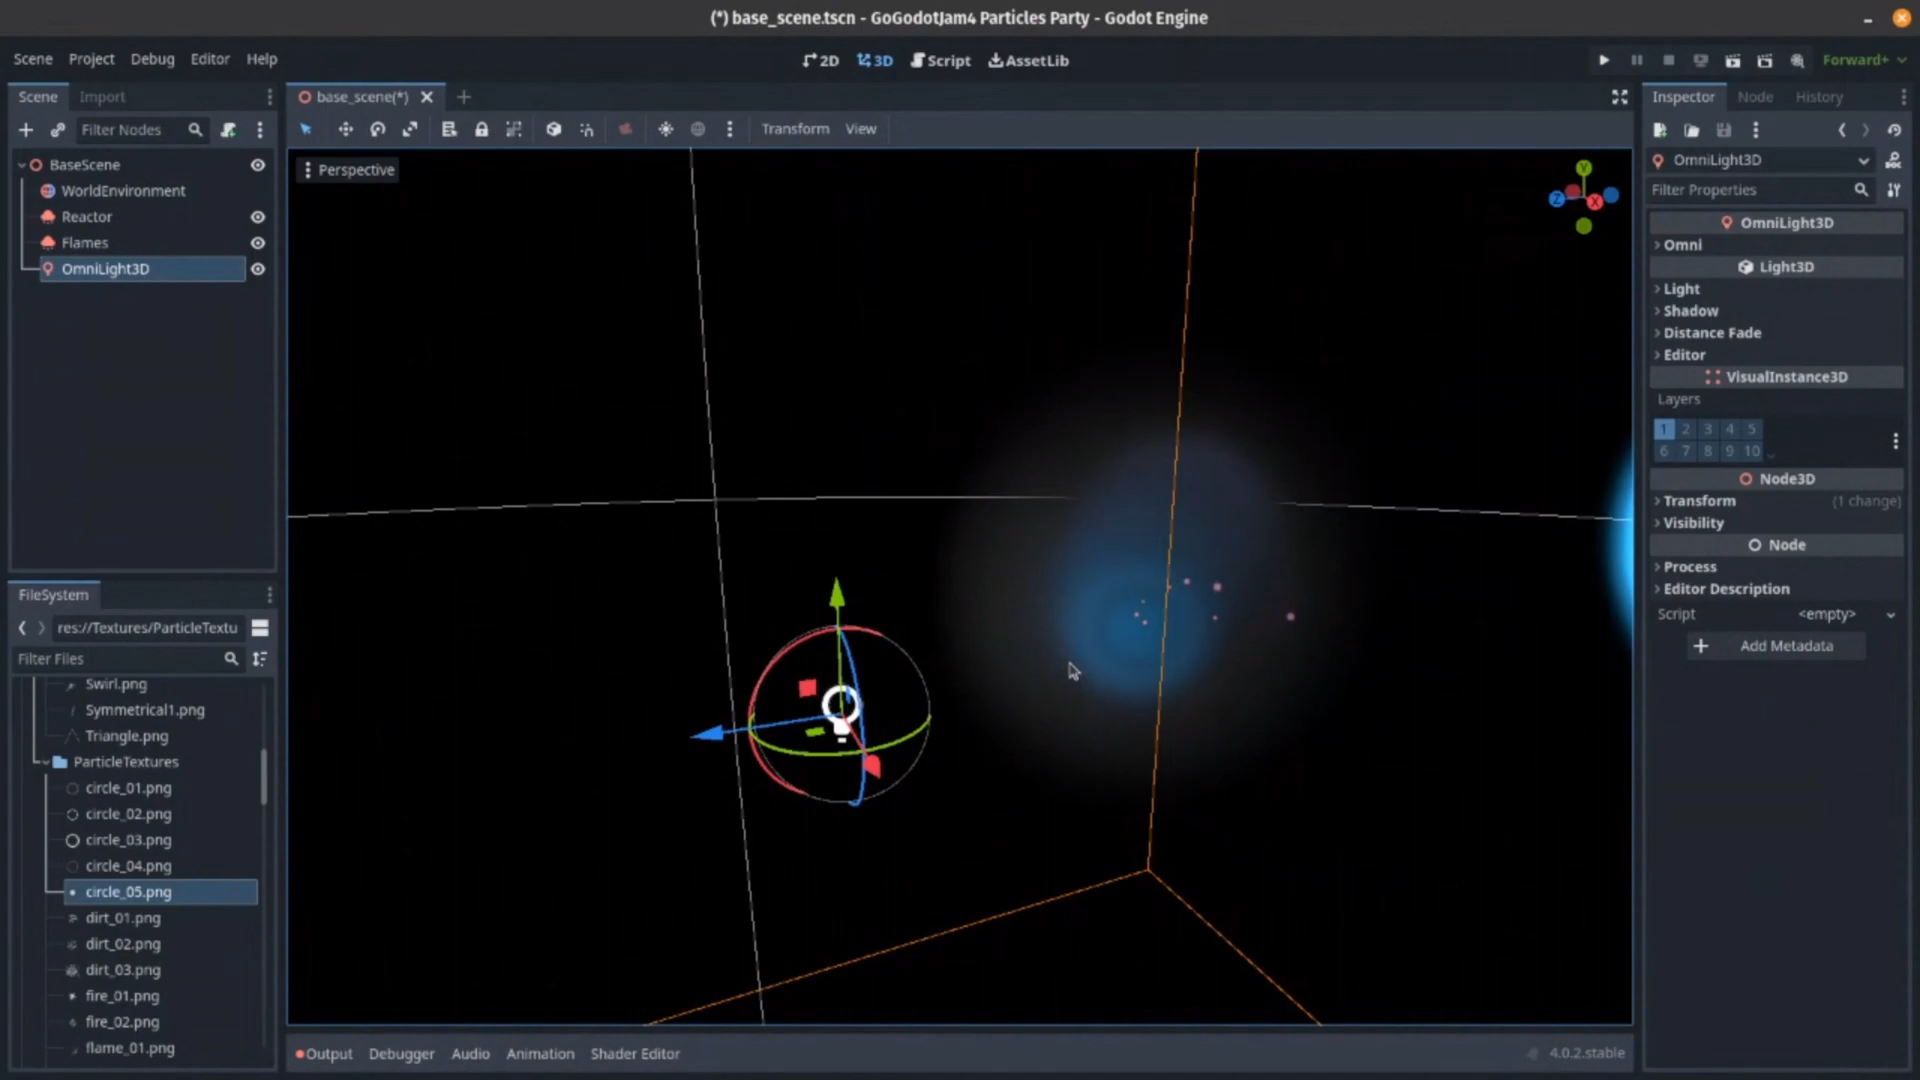 (*) base_scene.tscn - GoGodotJam4 Particles Party - Godot Engine
Scene Project Debug Editor Help
2D 3D Script AssetLib
Forward+
Scene Import
base_scene(*)
Inspector Node History
Filter Nodes
Transform View
BaseScene
WorldEnvironment
Reactor
Flames
OmniLight3D
Perspective
Y
Z
X
OmniLight3D
Filter Properties
OmniLight3D
Omni
Light3D
Light
Shadow
Distance Fade
Editor
VisualInstance3D
Layers
1 2 3 4 5
6 7 8 9 10
Node3D
Transform (1 change)
Visibility
Node
Process
Editor Description
Script <empty>
Add Metadata
FileSystem
res://Textures/ParticleTextu
Filter Files
Swirl.png
Symmetrical1.png
Triangle.png
ParticleTextures
circle_01.png
circle_02.png
circle_03.png
circle_04.png
circle_05.png
dirt_01.png
dirt_02.png
dirt_03.png
fire_01.png
fire_02.png
flame_01.png
Output Debugger Audio Animation Shader Editor
4.0.2.stable